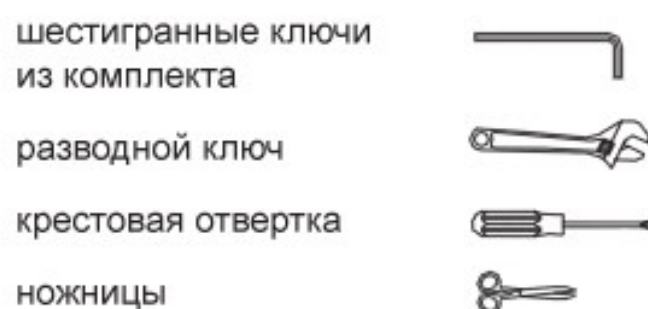 шестигранные ключи
из комплекта
разводной ключ
крестовая отвертка
ножницы